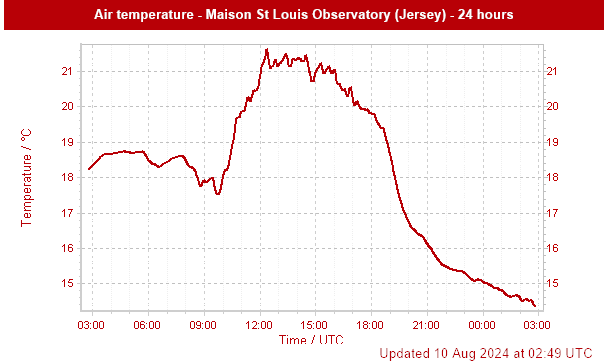 Air temperature - Maison St Louis Observatory (Jersey) - 24 hours
Temperature / °C
21 21
20 20
19 19
18 18
17 17
16 16
15 15
03:00 06:00 09:00 12:00 15:00 18:00 21:00 00:00 03:00
Time / UTC
Updated 10 Aug 2024 at 02:49 UTC